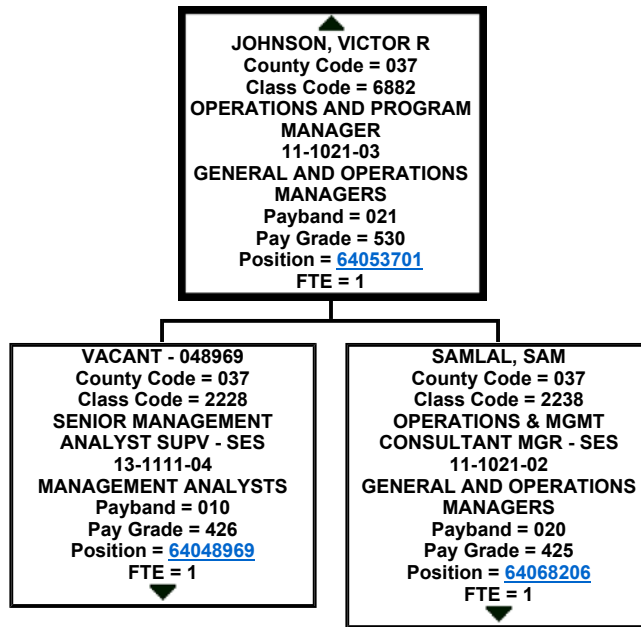 JOHNSON, VICTOR R
County Code = 037
Class Code = 6882
OPERATIONS AND PROGRAM
MANAGER
11-1021-03
GENERAL AND OPERATIONS
MANAGERS
Payband = 021
Pay Grade = 530
Position = 64053701
FTE = 1
VACANT - 048969
County Code = 037
Class Code = 2228
SENIOR MANAGEMENT
ANALYST SUPV - SES
13-1111-04
MANAGEMENT ANALYSTS
Payband = 010
Pay Grade = 426
Position = 64048969
FTE = 1
SAMLAL, SAM
County Code = 037
Class Code = 2238
OPERATIONS & MGMT
CONSULTANT MGR - SES
11-1021-02
GENERAL AND OPERATIONS
MANAGERS
Payband = 020
Pay Grade = 425
Position = 64068206
FTE = 1